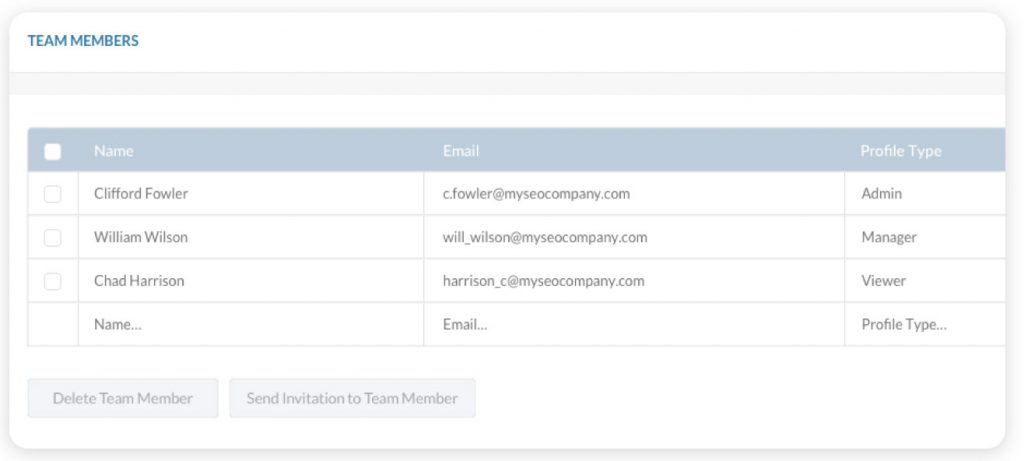 TEAM MEMBERS
Name Email Profile Type
Clifford Fowler c.fowler@myseocompany.com Admin
William Wilson will_wilson@myseocompany.com Manager
Chad Harrison harrison_c@myseocompany.com Viewer
Name... Email... Profile Type...
Delete Team Member Send Invitation to Team Member